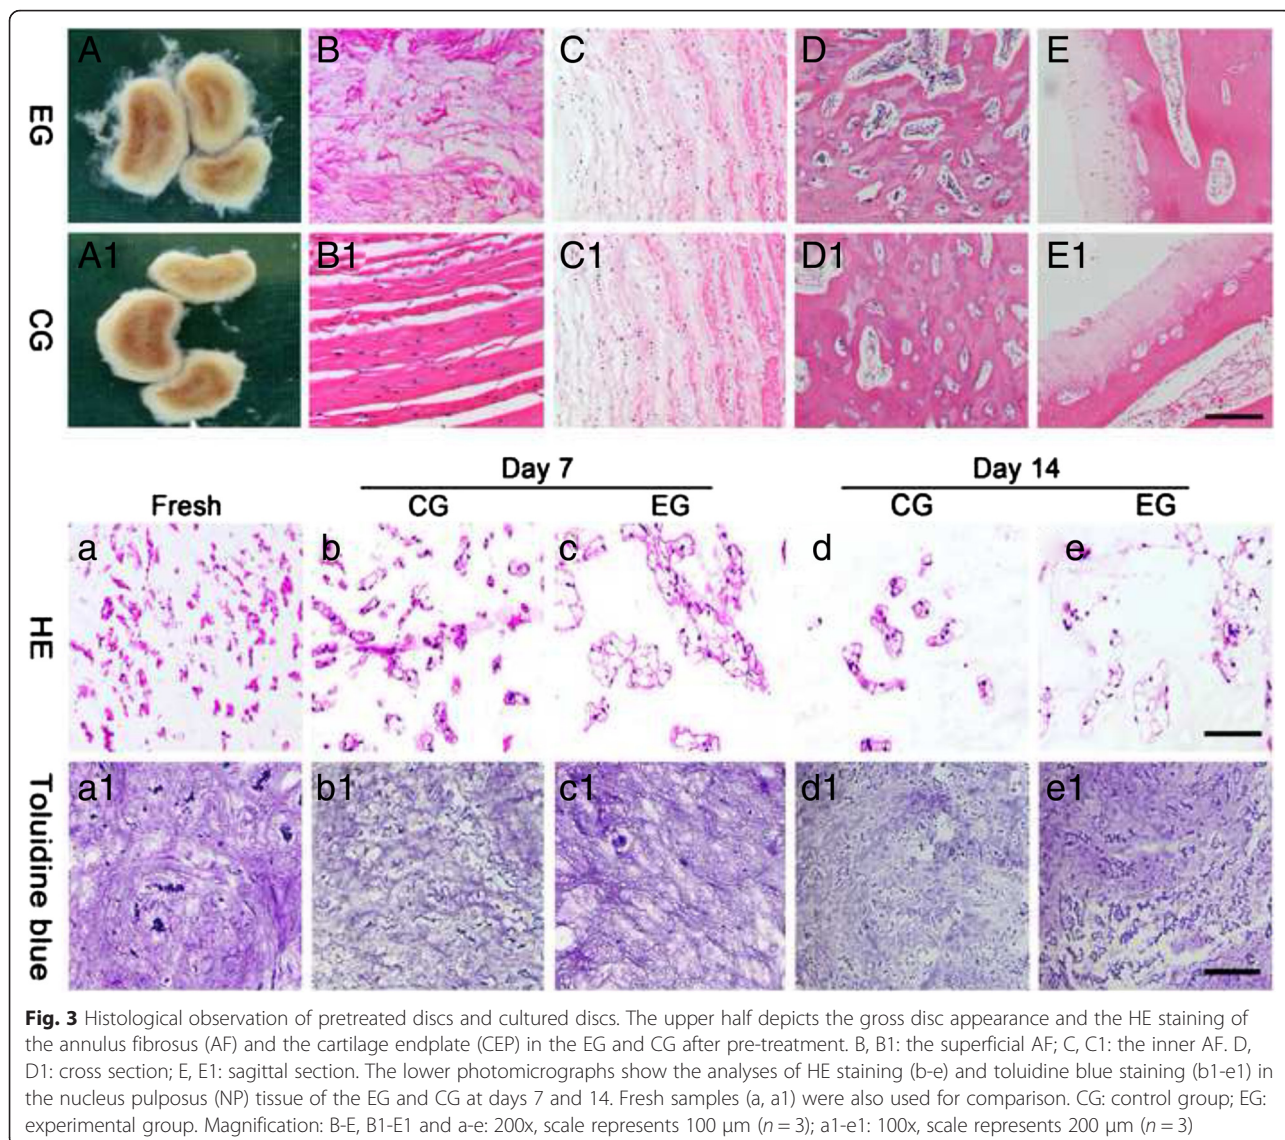 A B C D E
EG
A1 B1 C1 D1 E1
CG
Day 7 Day 14
Fresh CG EG CG EG
a b c d e
HE
a1 b1 c1 d1 e1
Toluidine blue
Fig. 3 Histological observation of pretreated discs and cultured discs. The upper half depicts the gross disc appearance and the HE staining of
the annulus fibrosus (AF) and the cartilage endplate (CEP) in the EG and CG after pre-treatment. B, B1: the superficial AF; C, C1: the inner AF. D,
D1: cross section; E, E1: sagittal section. The lower photomicrographs show the analyses of HE staining (b-e) and toluidine blue staining (b1-e1) in
the nucleus pulposus (NP) tissue of the EG and CG at days 7 and 14. Fresh samples (a, a1) were also used for comparison. CG: control group; EG:
experimental group. Magnification: B-E, B1-E1 and a-e: 200x, scale represents 100 μm (n = 3); a1-e1: 100x, scale represents 200 μm (n = 3)